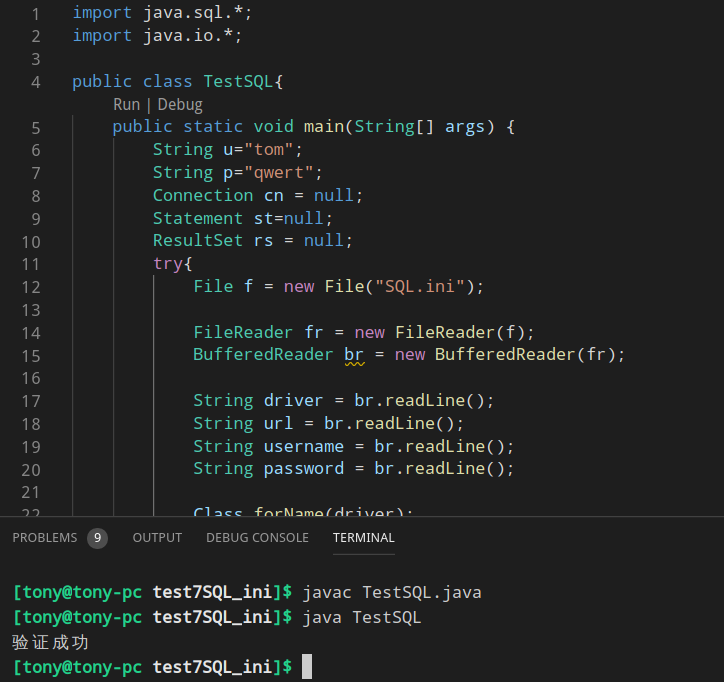 1 import java.sql.*;
2 import java.io.*;
3
4 public class TestSQL{
Run | Debug
5 public static void main(String[] args) {
6 String u="tom";
7 String p="qwert";
8 Connection cn = null;
9 Statement st=null;
10 ResultSet rs = null;
11 try{
12 File f = new File("SQL.ini");
13
14 FileReader fr = new FileReader(f);
15 BufferedReader br = new BufferedReader(fr);
16
17 String driver = br.readLine();
18 String url = br.readLine();
19 String username = br.readLine();
20 String password = br.readLine();
21
22 Class.forName(driver);
PROBLEMS 9 OUTPUT DEBUG CONSOLE TERMINAL
[tony@tony-pc test7SQL_ini]$ javac TestSQL.java
[tony@tony-pc test7SQL_ini]$ java TestSQL
验证成功
[tony@tony-pc test7SQL_ini]$